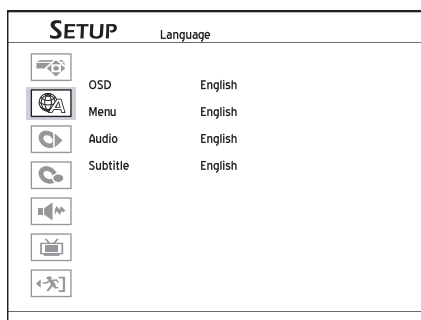 SETUP Language
OSD English
Menu English
Audio English
Subtitle English